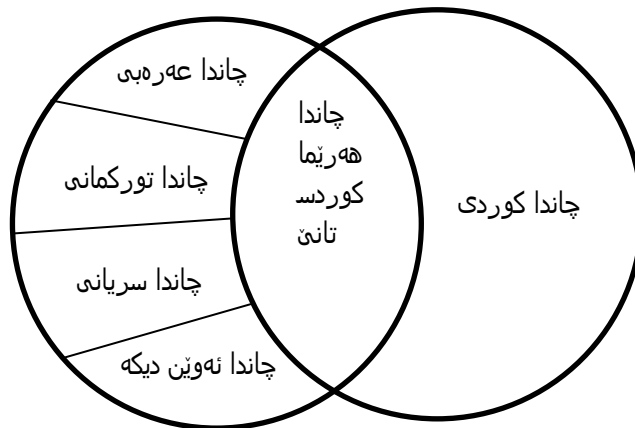 چاندا عەرەبی
چاندا تورکمانی
چاندا سریانی
چاندا ئەوێن دیکە
چاندا
هەرێما
کوردس
تانێ
چاندا کوردی